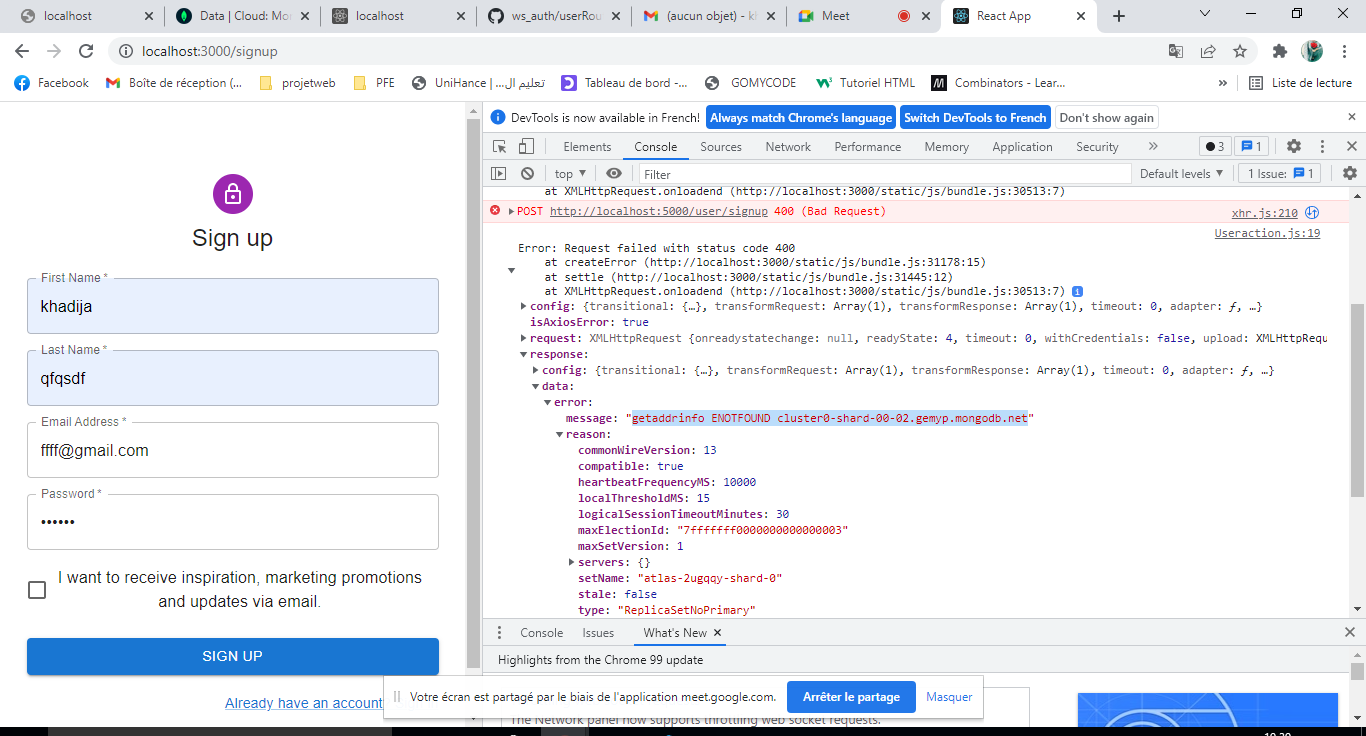 localhost
Data | Cloud: Mo
localhost
ws_auth/userRou
(aucun objet) - kh
Meet
React App
localhost:3000/signup
Facebook
Boîte de réception (...
projetweb
PFE
UniHance | تعليم ال...
Tableau de bord -...
GOMYCODE
Tutoriel HTML
Combinators - Lear...
»
Liste de lecture
Sign up
First Name *
khadija
Last Name *
qfqsdf
Email Address *
ffff@gmail.com
Password *
••••••
I want to receive inspiration, marketing promotions
and updates via email.
SIGN UP
Already have an account
DevTools is now available in French!
Always match Chrome's language
Switch DevTools to French
Don't show again
Elements
Console
Sources
Network
Performance
Memory
Application
Security
»
3
1
top
Filter
Default levels
1 Issue:
1
at XMLHttpRequest.onloadend (http://localhost:3000/static/js/bundle.js:30513:7)
POST http://localhost:5000/user/signup 400 (Bad Request)
xhr.js:210
Useraction.js:19
Error: Request failed with status code 400
at createError (http://localhost:3000/static/js/bundle.js:31178:15)
at settle (http://localhost:3000/static/js/bundle.js:31445:12)
at XMLHttpRequest.onloadend (http://localhost:3000/static/js/bundle.js:30513:7)
config: {transitional: {…}, transformRequest: Array(1), transformResponse: Array(1), timeout: 0, adapter: ƒ, …}
isAxiosError: true
request: XMLHttpRequest {onreadystatechange: null, readyState: 4, timeout: 0, withCredentials: false, upload: XMLHttpRequ
response:
config: {transitional: {…}, transformRequest: Array(1), transformResponse: Array(1), timeout: 0, adapter: ƒ, …}
data:
error:
message: "getaddrinfo ENOTFOUND cluster0-shard-00-02.gemyp.mongodb.net"
reason:
commonWireVersion: 13
compatible: true
heartbeatFrequencyMS: 10000
localThresholdMS: 15
logicalSessionTimeoutMinutes: 30
maxElectionId: "7fffffff0000000000000003"
maxSetVersion: 1
servers: {}
setName: "atlas-2ugqqy-shard-0"
stale: false
type: "ReplicaSetNoPrimary"
Console
Issues
What's New
Highlights from the Chrome 99 update
Votre écran est partagé par le biais de l'application meet.google.com.
Arrêter le partage
Masquer
The Network panel now supports throttling web socket requests.